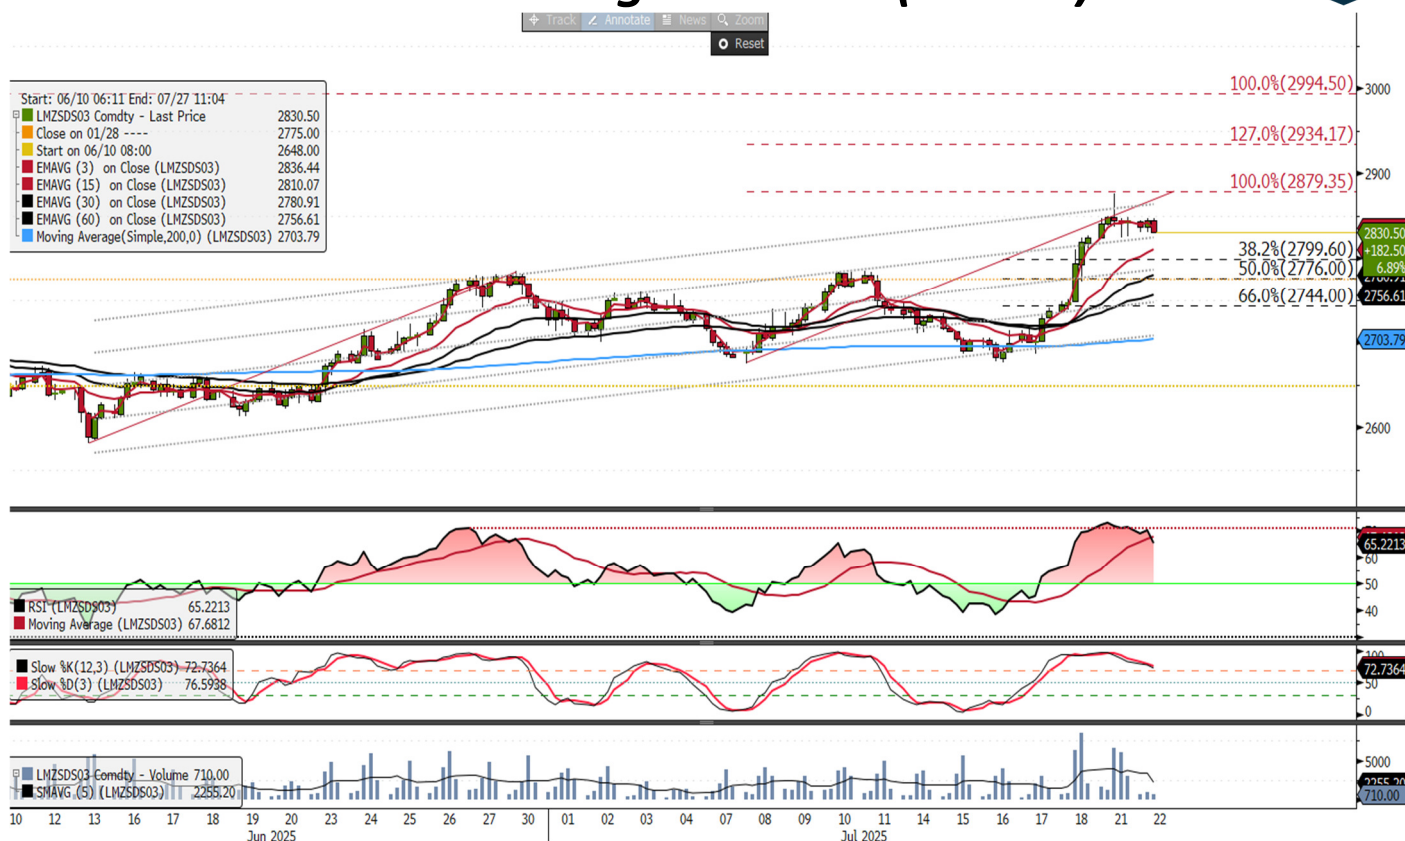 Track Annotate News Zoom
Reset
Start: 06/10 06:11 End: 07/27 11:04
LMZSDS03 Comdty - Last Price 2830.50
Close on 01/28 ---- 2775.00
Start on 06/10 08:00 2648.00
EMAVG (3) on Close (LMZSDS03) 2836.44
EMAVG (15) on Close (LMZSDS03) 2810.07
EMAVG (30) on Close (LMZSDS03) 2780.91
EMAVG (60) on Close (LMZSDS03) 2756.61
Moving Average(Simple,200,0) (LMZSDS03) 2703.79
100.0%(2994.50)
3000
127.0%(2934.17)
2900
100.0%(2879.35)
2830.50
+182.50
6.89%
38.2%(2799.60)
50.0%(2776.00)
66.0%(2744.00)
2756.61
2703.79
2600
RSI (LMZSDS03) 65.2213
Moving Average (LMZSDS03) 67.6812
65.2213
60
50
40
Slow %K(12,3) (LMZSDS03) 72.7364
Slow %D(3) (LMZSDS03) 76.5938
100
72.7364
50
0
LMZSDS03 Comdty - Volume 710.00
SMAVG (5) (LMZSDS03) 2255.20
5000
2255.20
710.00
10 12 13 16 17 18 19 20 23 24 25 26 27 30 01 02 03 04 07 08 09 10 11 14 15 16 17 18 21 22
Jun 2025 Jul 2025